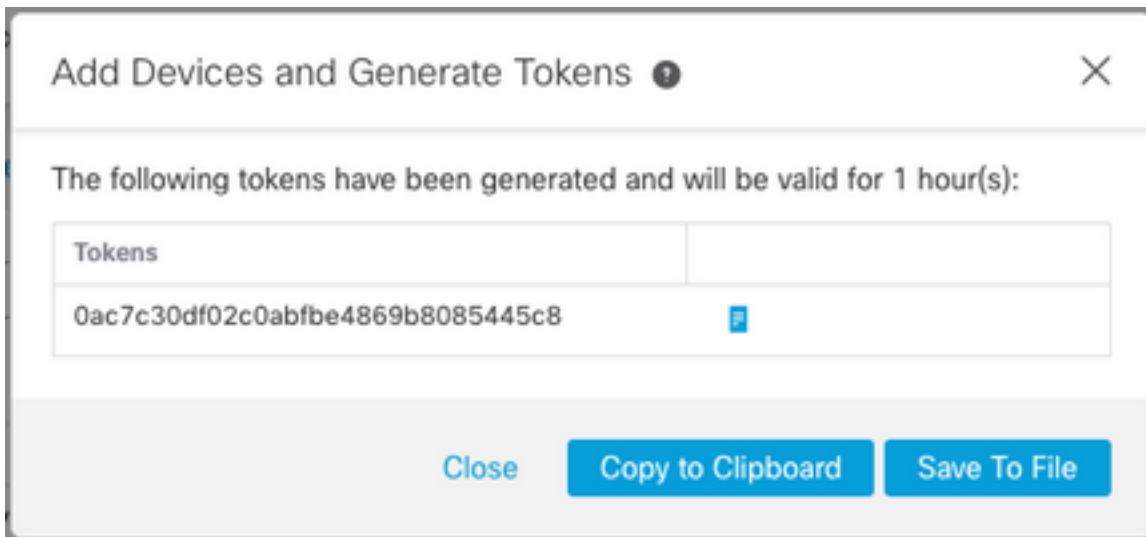 Add Devices and Generate Tokens
The following tokens have been generated and will be valid for 1 hour(s):
Tokens
0ac7c30df02c0abfbe4869b8085445c8
Close Copy to Clipboard Save To File